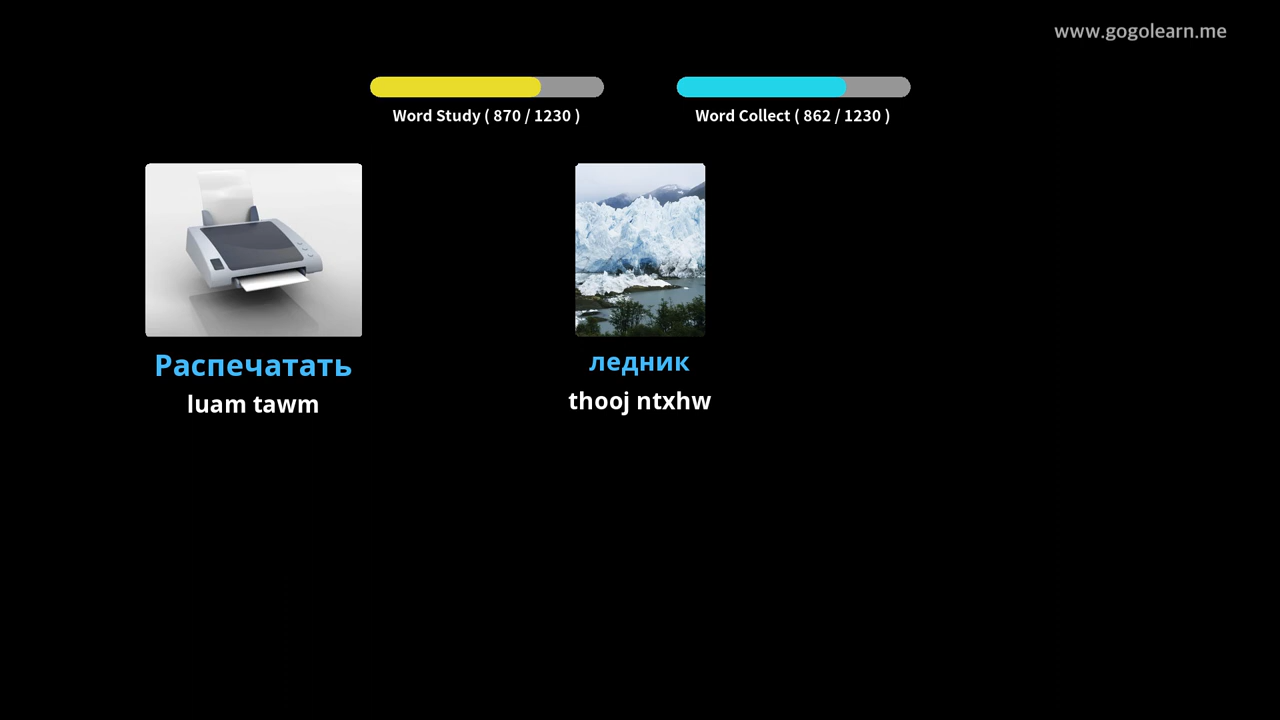 www.gogolearn.me
Word Study ( 870 / 1230 )
Word Collect ( 862 / 1230 )
Распечатать
luam tawm
ледник
thooj ntxhw